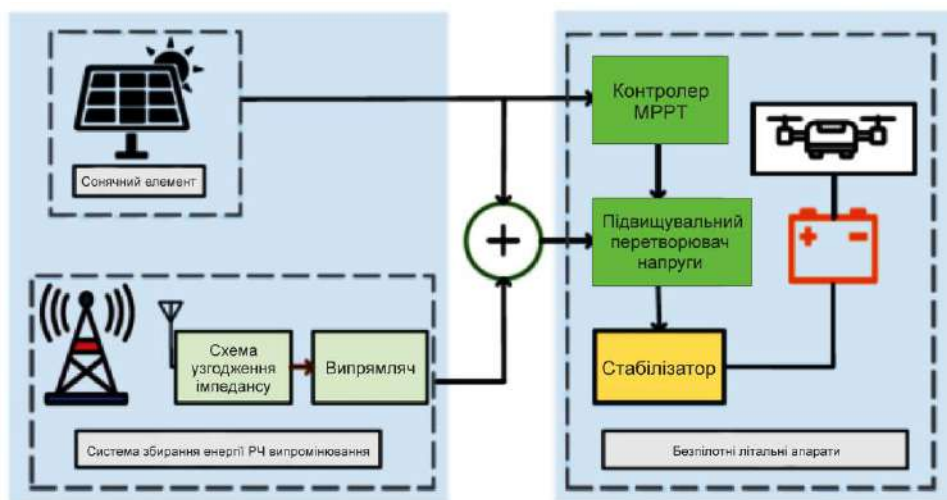 Сонячний елемент
Схема
узгодження
імпедансу
Випрямляч
Система збирання енергії РЧ випромінювання
Контролер
МРРТ
Підвищувальний
перетворювач
напруги
Стабілізатор
Безпілотні літальні апарати